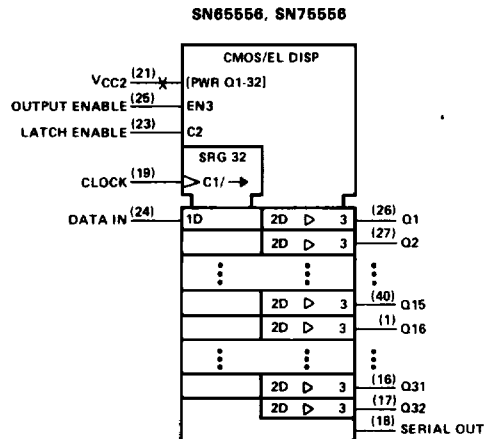 SN65556, SN75556
CMOS/EL DISP
VCC2 (21) [PWR Q1-32]
OUTPUT ENABLE (25) EN3
LATCH ENABLE (23) C2
SRG 32
CLOCK (19) C1/
DATA IN (24) 1D 2D 3 (26) Q1
2D 3 (27) Q2
2D 3 (40) Q15
2D 3 (1) Q16
2D 3 (16) Q31
2D 3 (17) Q32
(18) SERIAL OUT